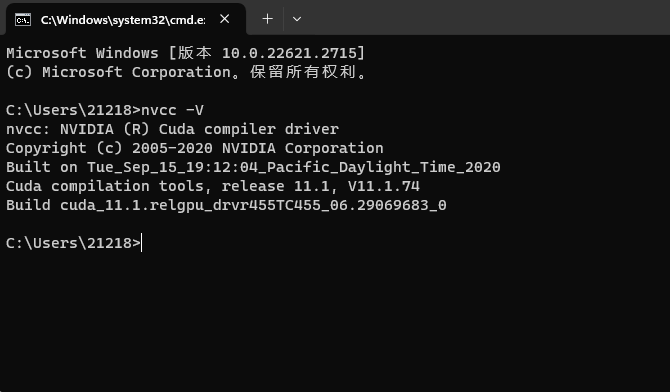 C:\Windows\system32\cmd.e
Microsoft Windows [版本 10.0.22621.2715]
(c) Microsoft Corporation。保留所有权利。
C:\Users\21218>nvcc -V
nvcc: NVIDIA (R) Cuda compiler driver
Copyright (c) 2005-2020 NVIDIA Corporation
Built on Tue_Sep_15_19:12:04_Pacific_Daylight_Time_2020
Cuda compilation tools, release 11.1, V11.1.74
Build cuda_11.1.relgpu_drvr455TC455_06.29069683_0
C:\Users\21218>